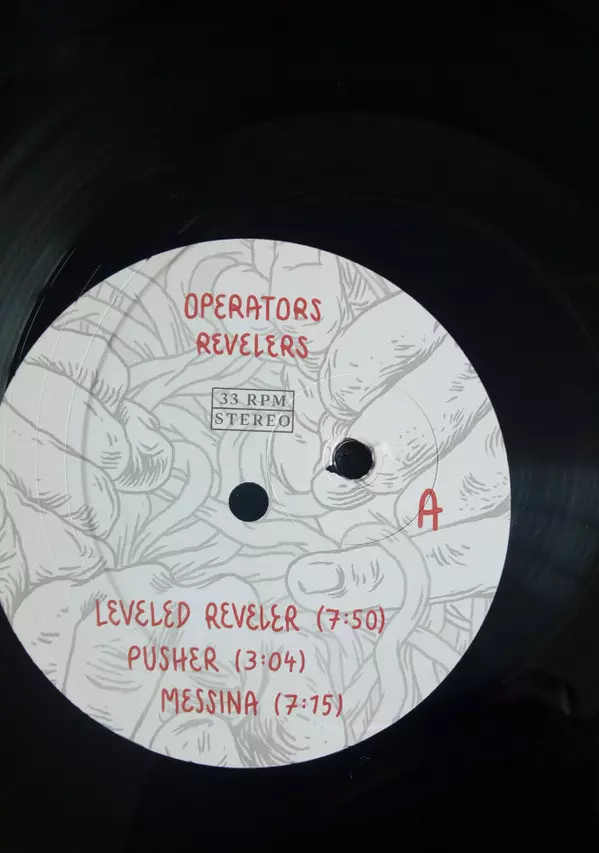 OPERATORS
REVELERS
33 RPM
STEREO
A
LEVELED REVELER (7:50)
PUSHER (3:04)
MESSINA (7:15)